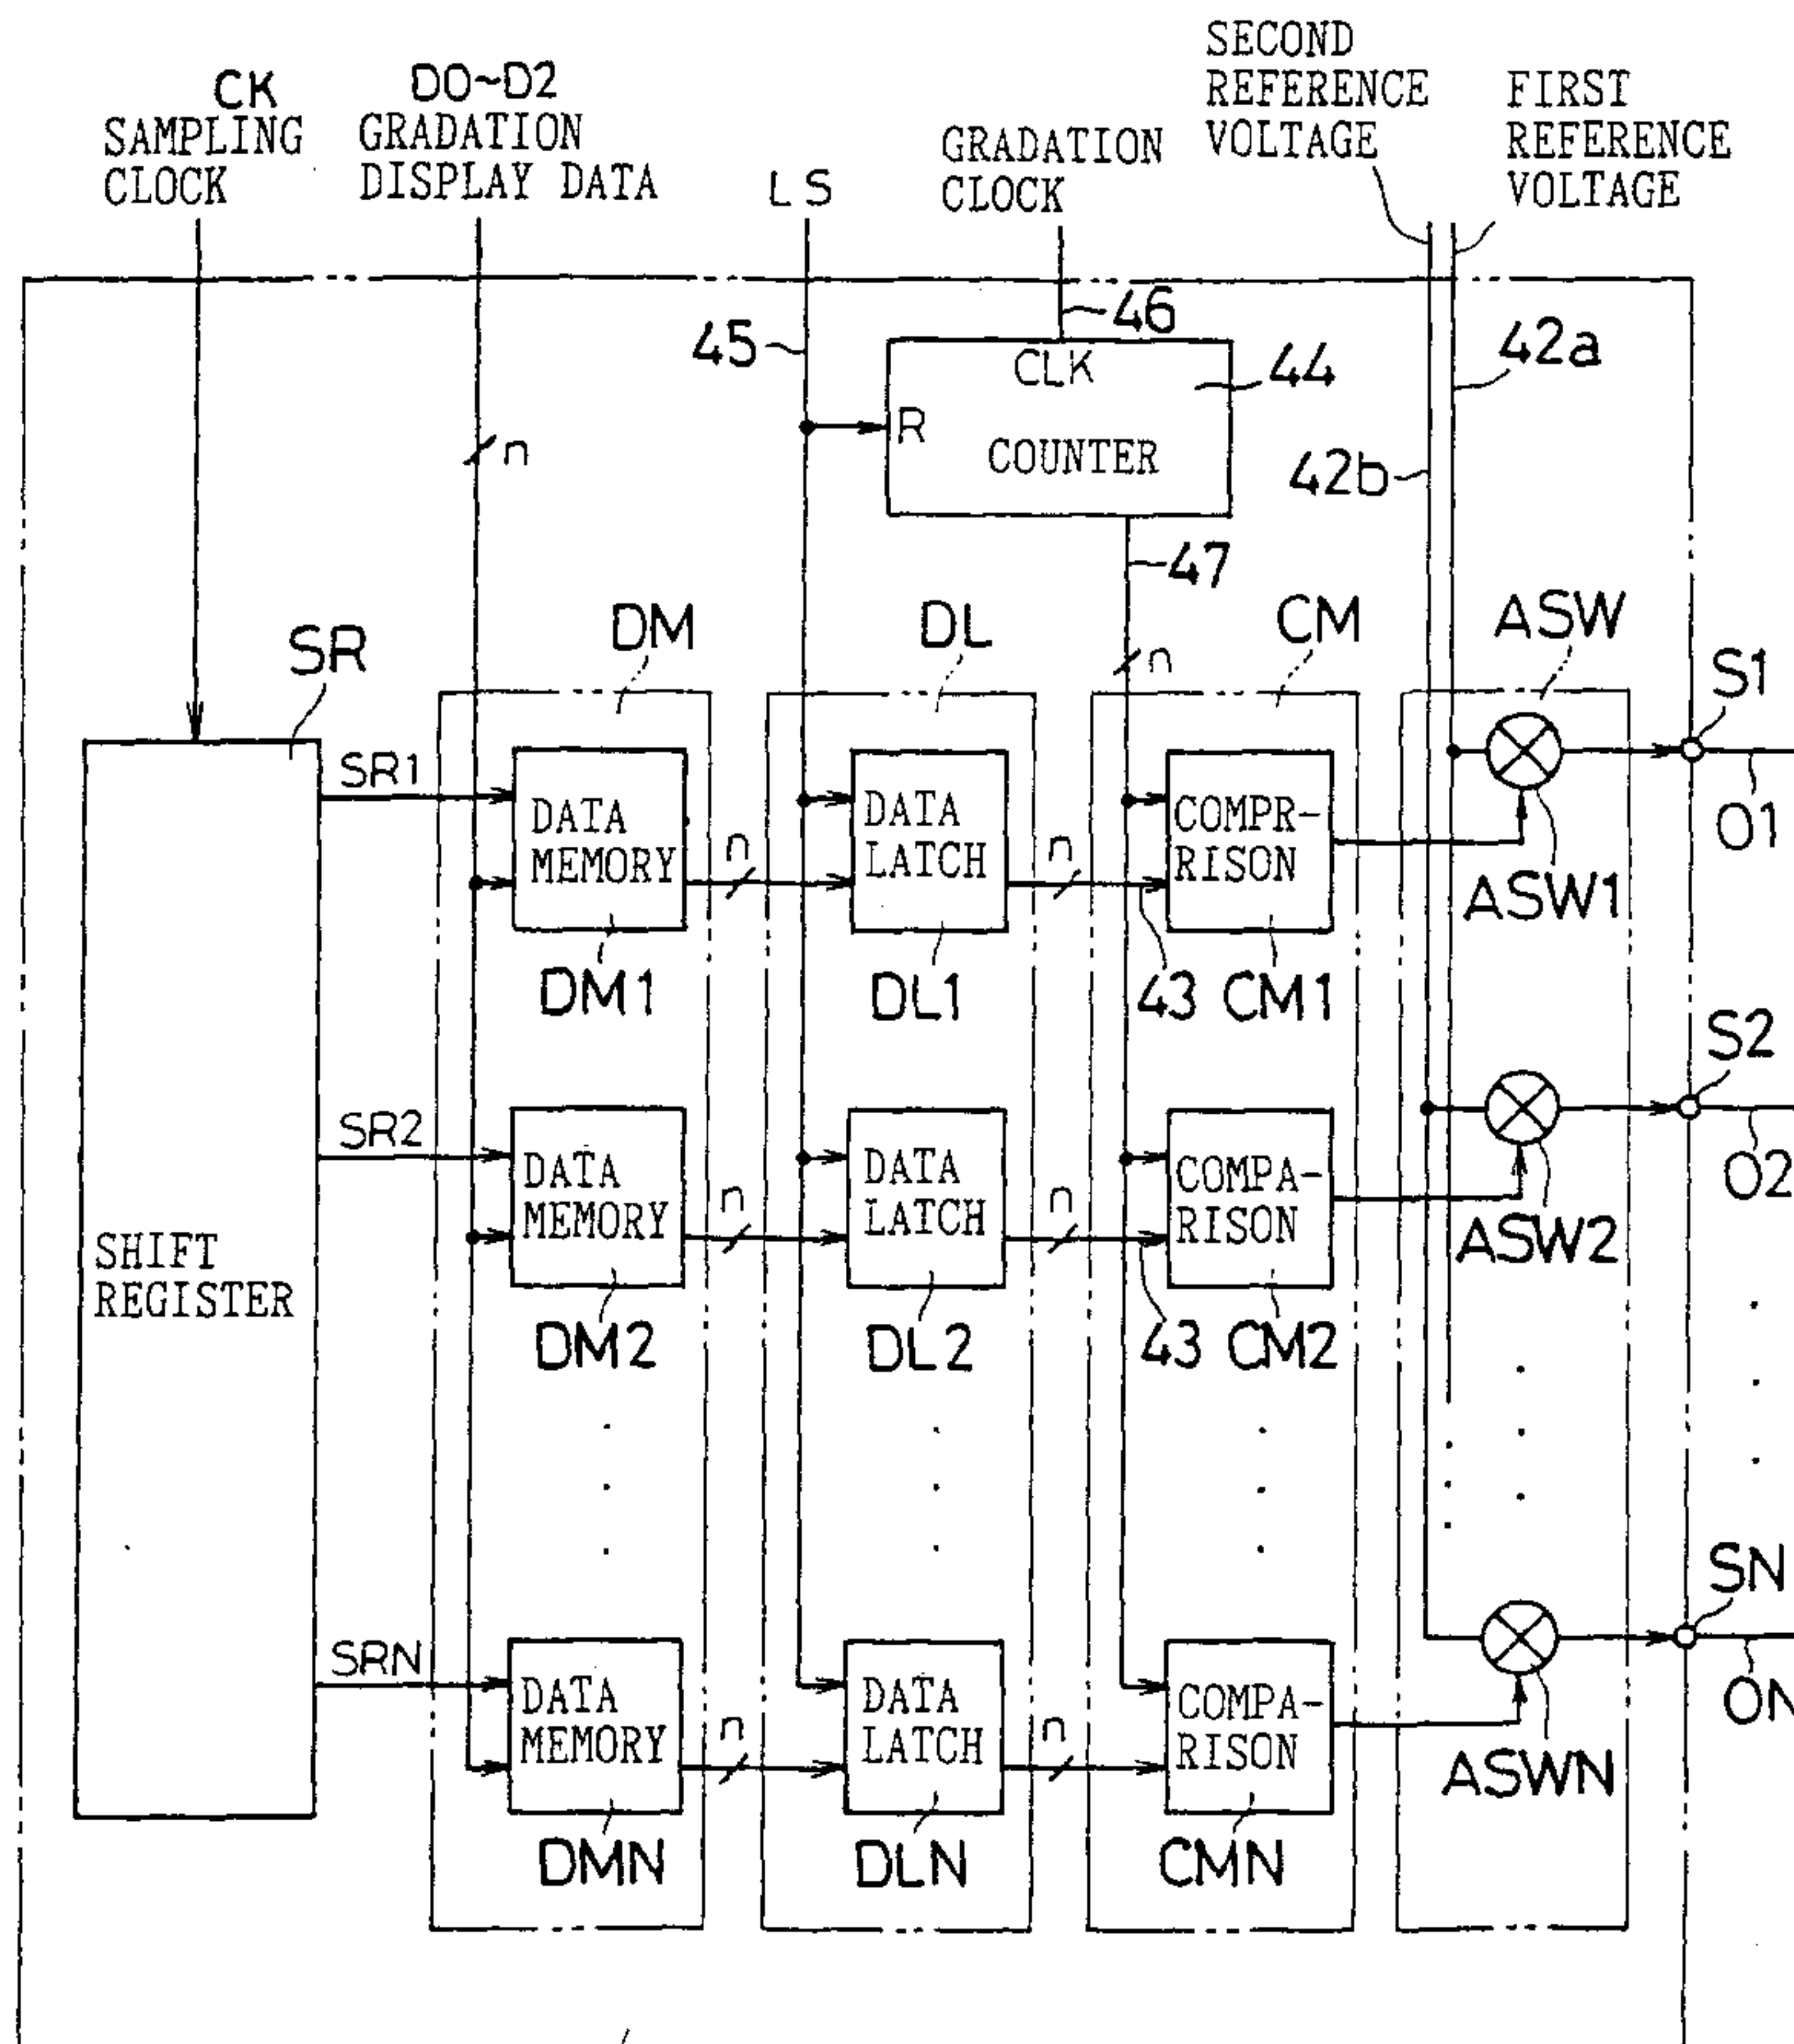 CK
SAMPLING
CLOCK
D0~D2
GRADATION
DISPLAY DATA
LS
GRADATION
CLOCK
SECOND
REFERENCE
VOLTAGE
FIRST
REFERENCE
VOLTAGE
45
46
CLK
R
COUNTER
44
42a
42b
n
47
n
SR
DM
DL
CM
ASW
S1
SR1
DATA
MEMORY
n
DATA
LATCH
n
COMPR-
RISON
O1
ASW1
DM1
DL1
43
CM1
S2
SR2
DATA
MEMORY
n
DATA
LATCH
n
COMPA-
RISON
O2
ASW2
SHIFT
REGISTER
DM2
DL2
43
CM2
SN
SRN
DATA
MEMORY
n
DATA
LATCH
n
COMPA-
RISON
ON
ASWN
DMN
DLN
CMN